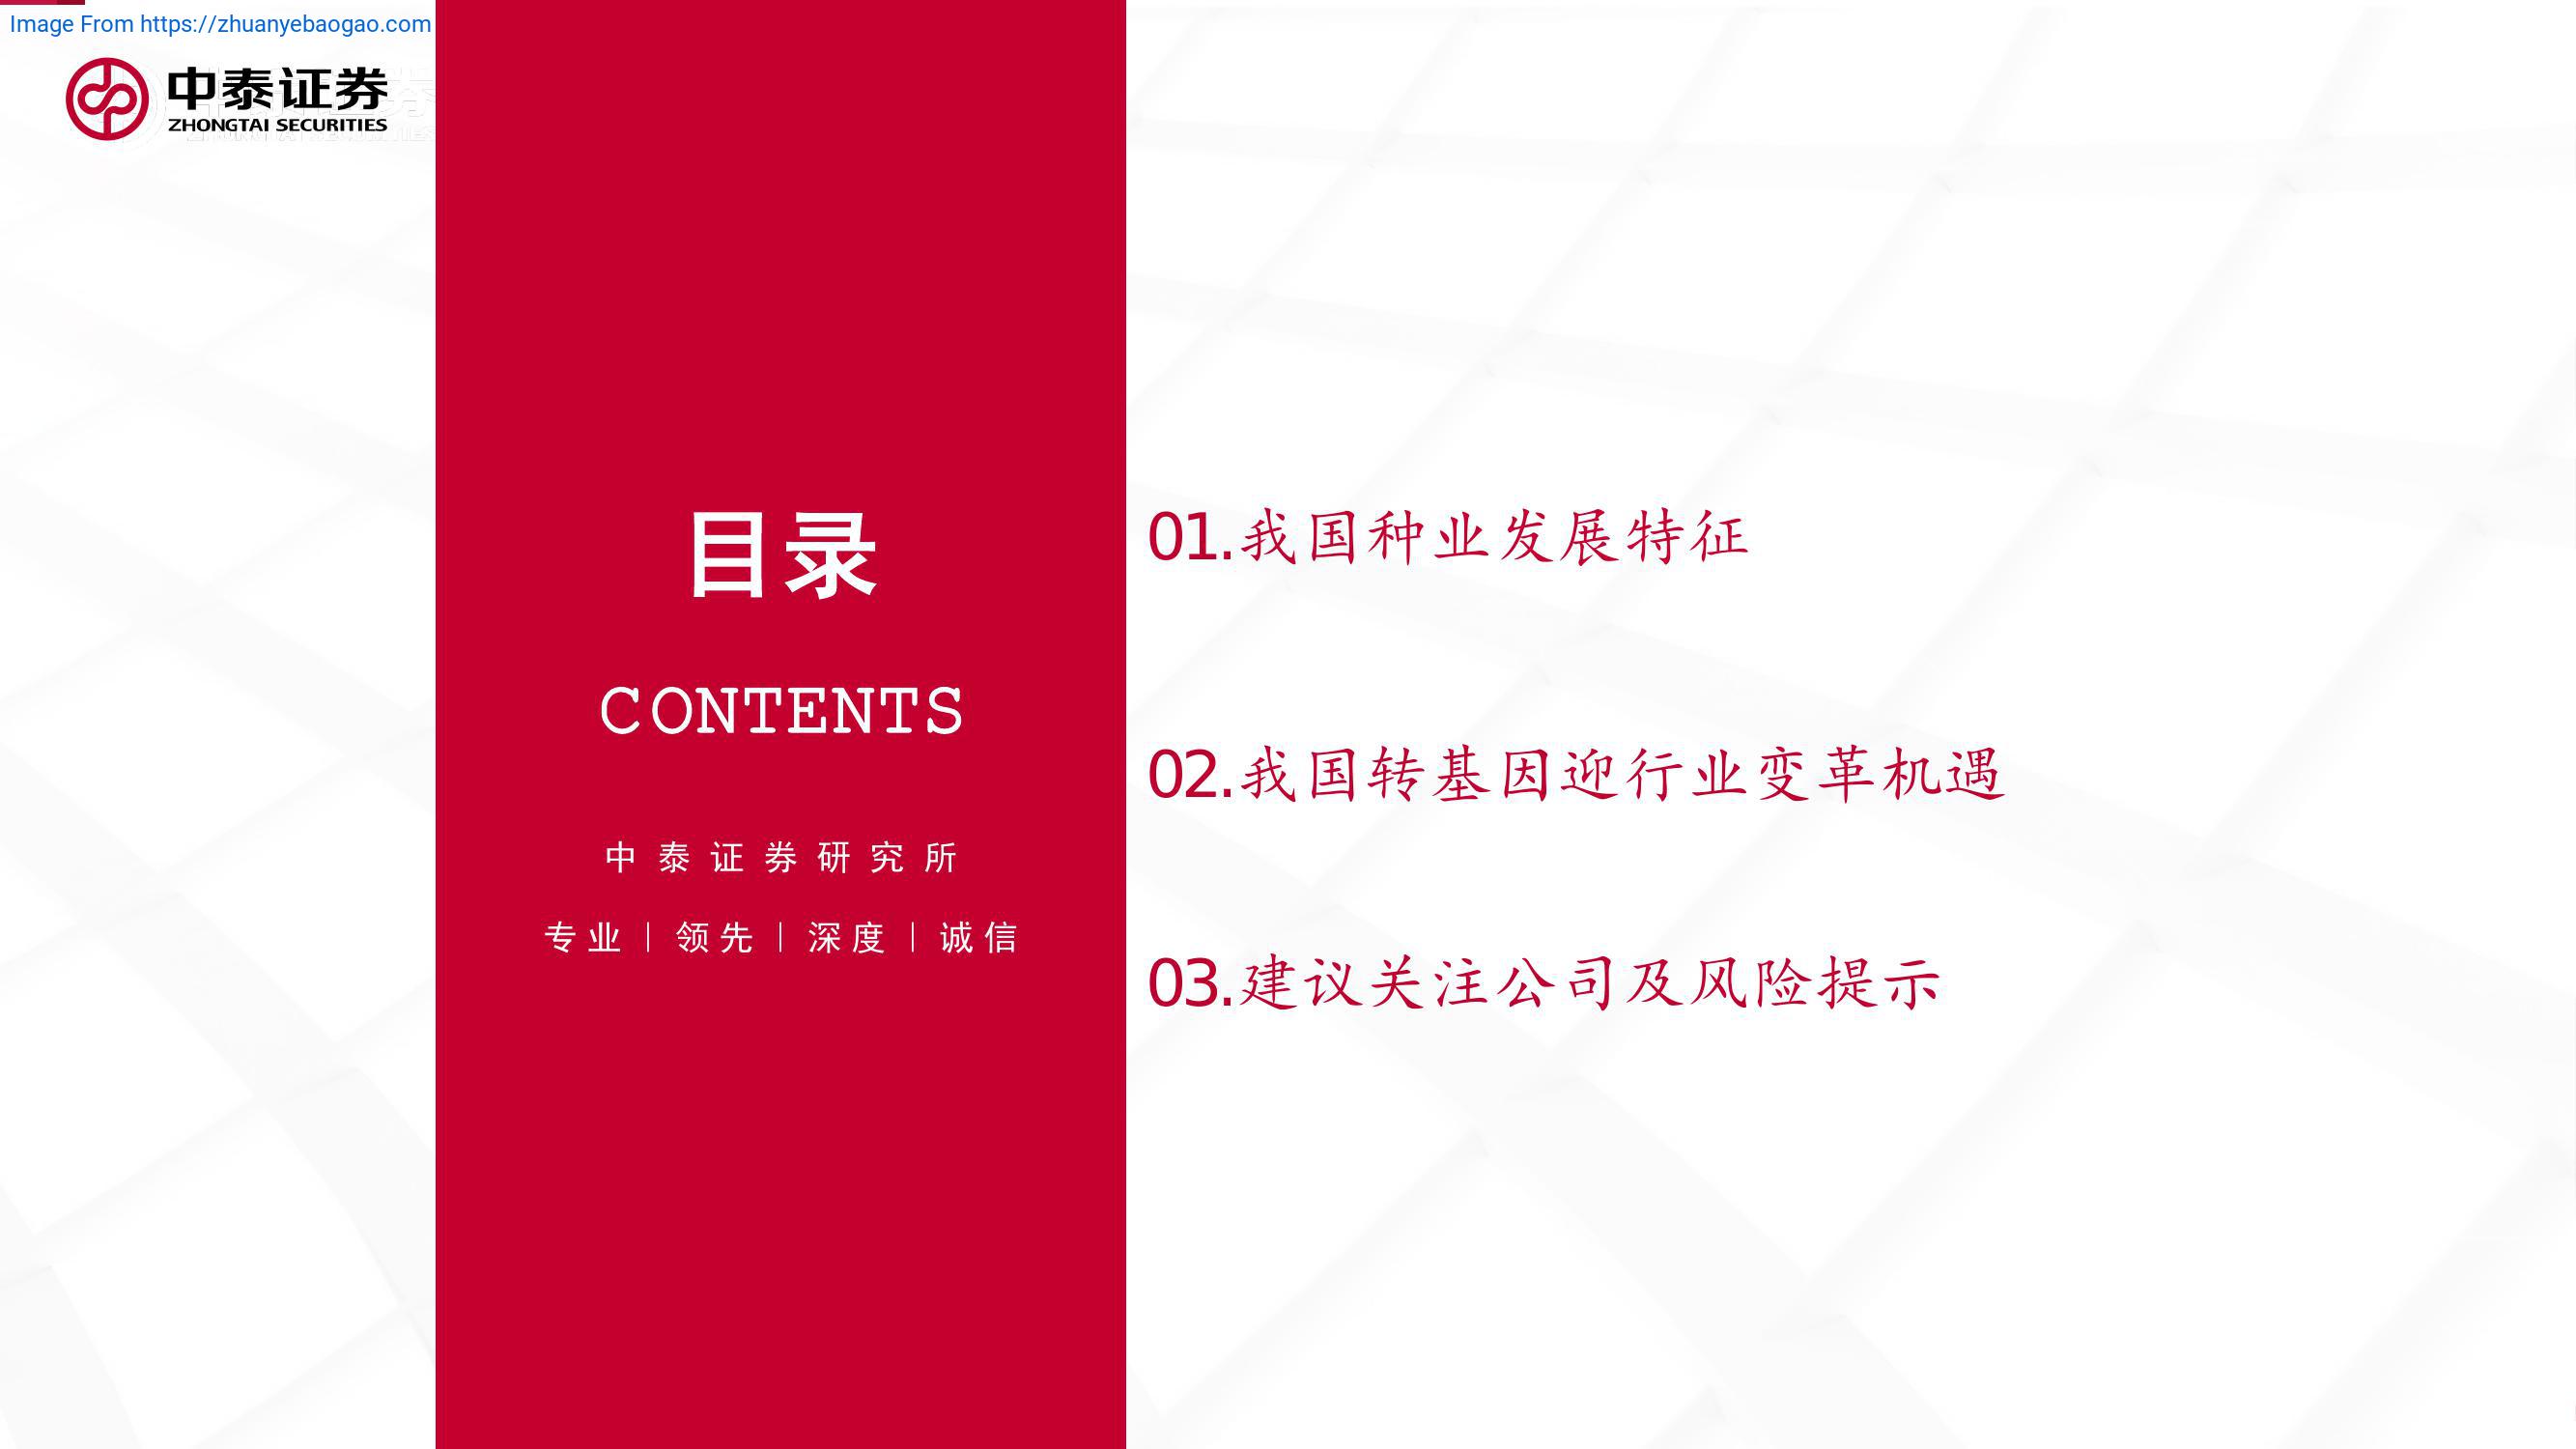 Image From https://zhuanyebaogao.com
中泰证券
ZHONGTAI SECURITIES
目录
CONTENTS
中泰证券研究所
专业｜领先｜深度｜诚信
01.我国种业发展特征
02.我国转基因迎行业变革机遇
03.建议关注公司及风险提示